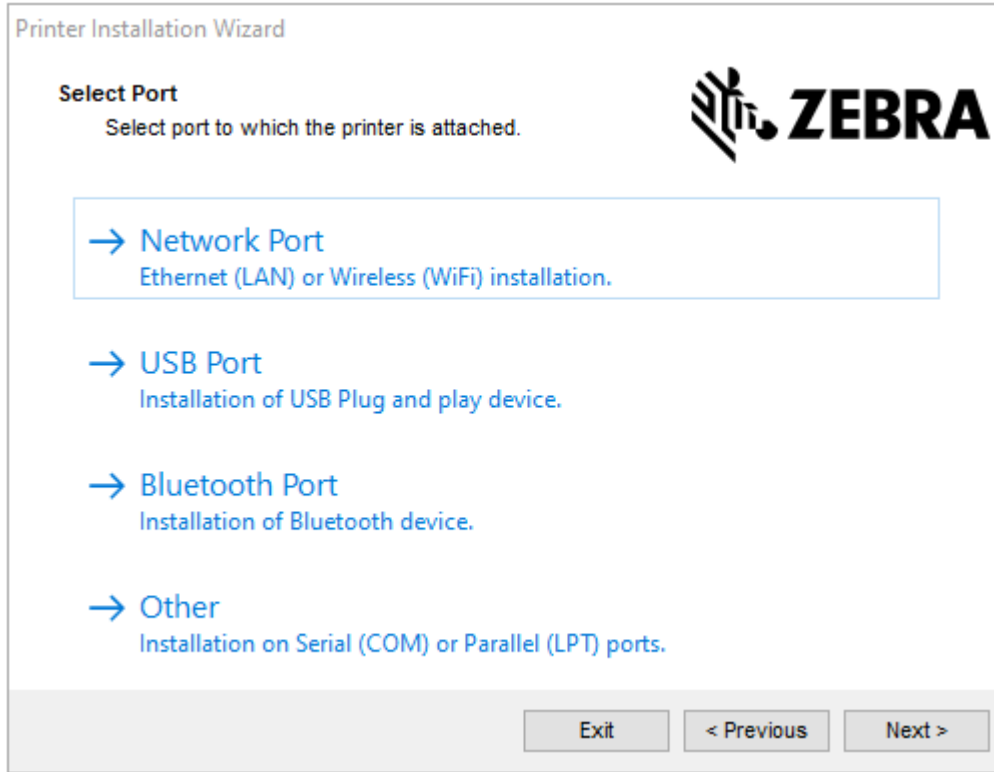 Printer Installation Wizard
Select Port
Select port to which the printer is attached.
ZEBRA
Network Port
Ethernet (LAN) or Wireless (WiFi) installation.
USB Port
Installation of USB Plug and play device.
Bluetooth Port
Installation of Bluetooth device.
Other
Installation on Serial (COM) or Parallel (LPT) ports.
Exit
< Previous
Next >